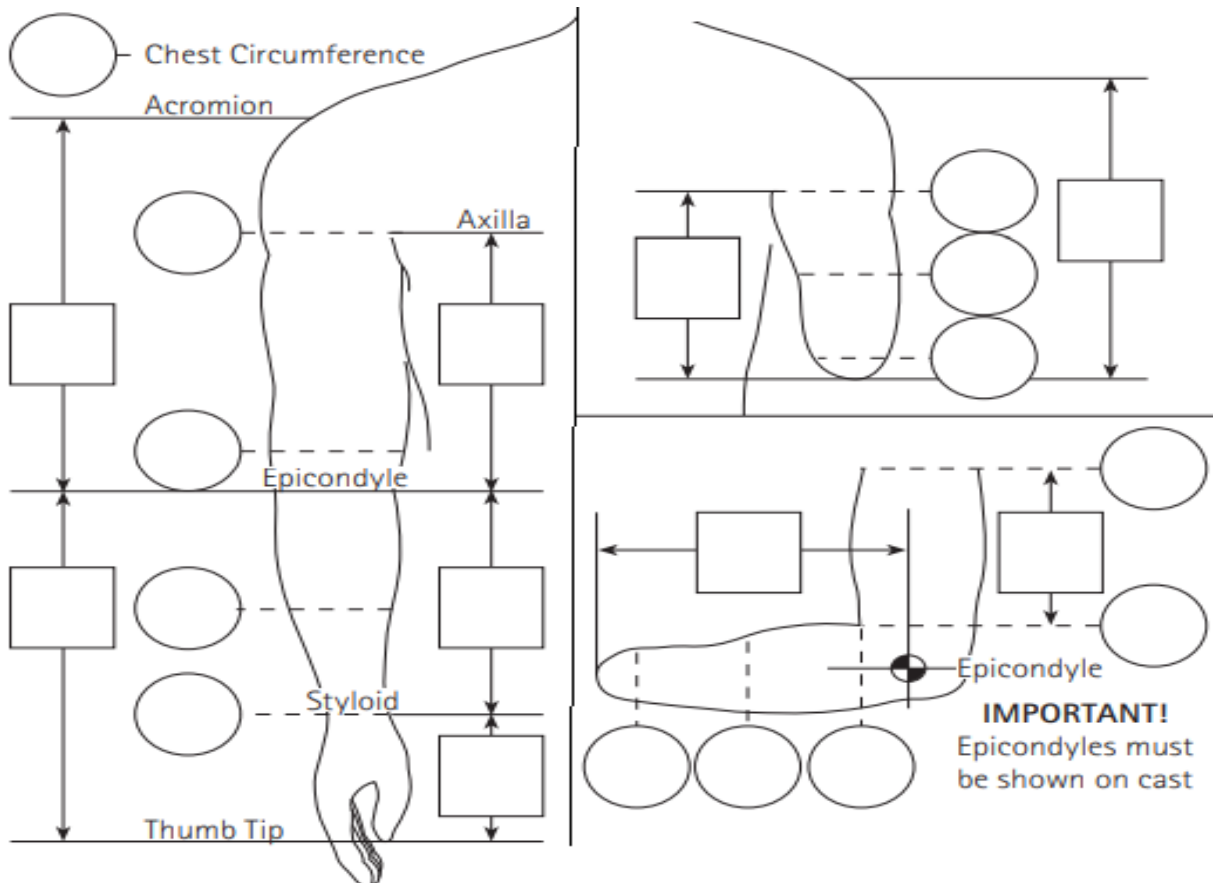 Chest Circumference
Acromion
Axilla
Epicondyle
Styloid
Thumb Tip
Epicondyle
IMPORTANT!
Epicondyles must
be shown on cast